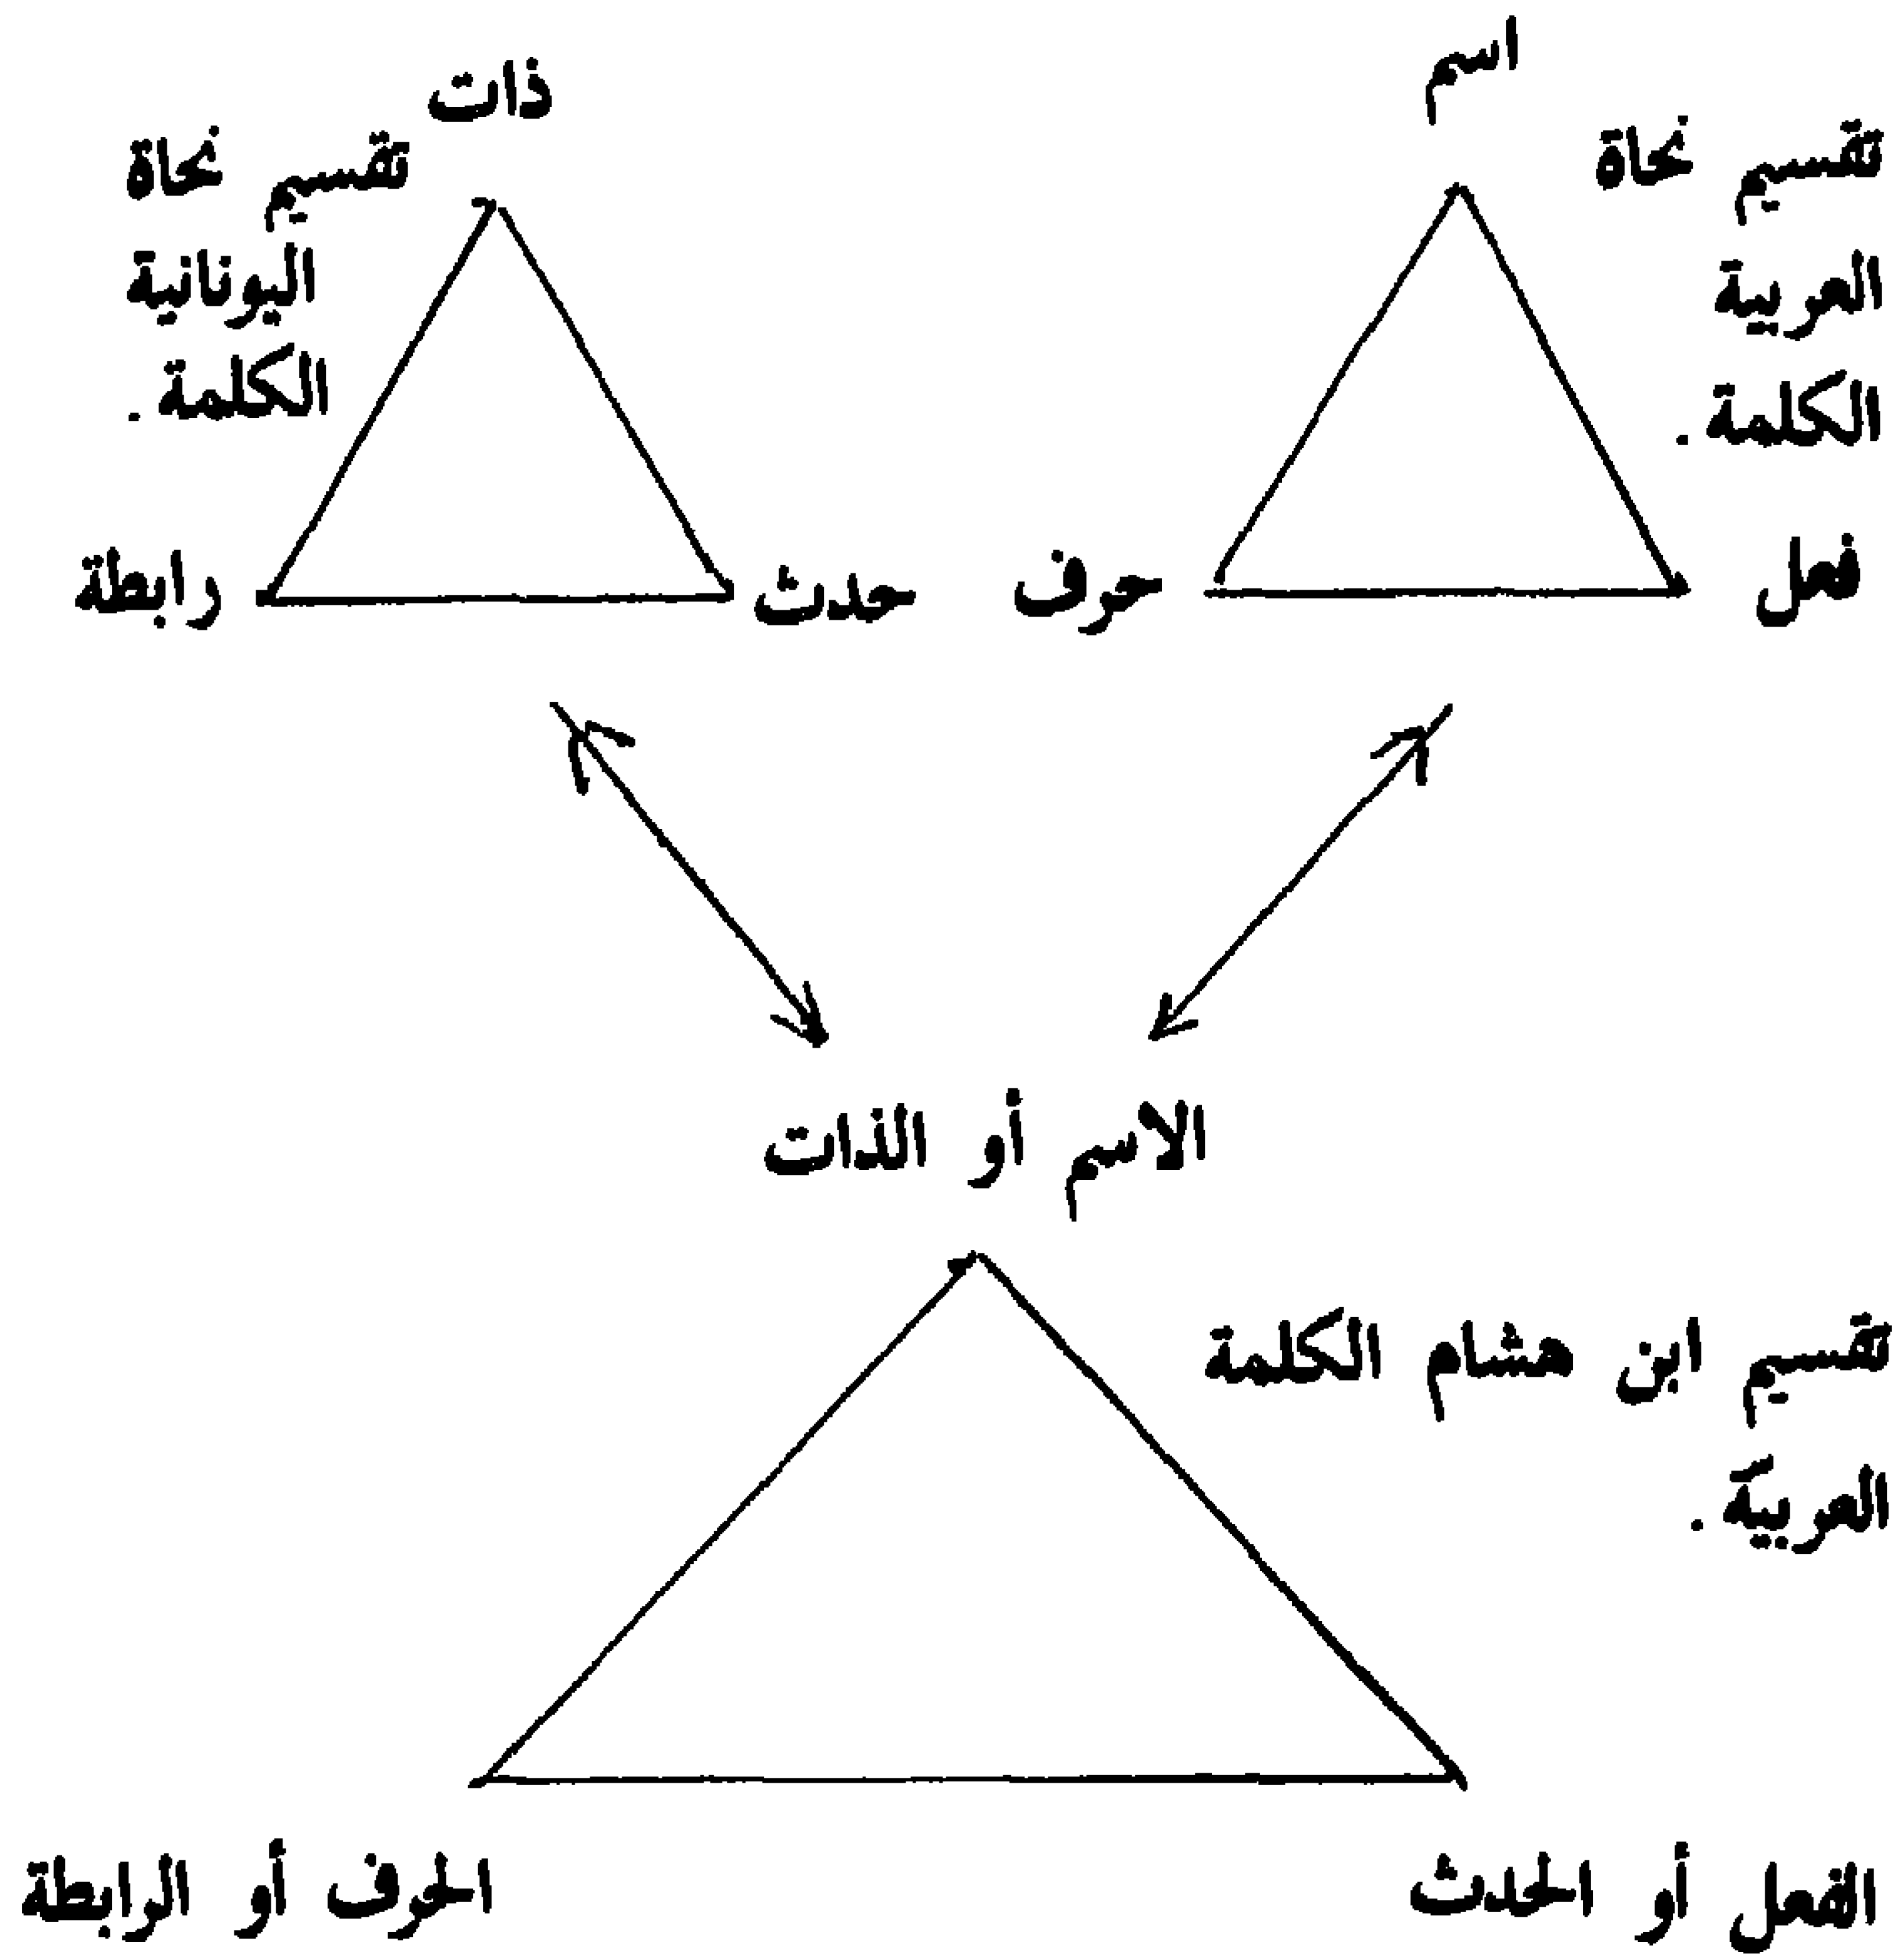 اسم
تقسيم نحاة
العربية
الكلمة.
فعل
حرف
ذات
تقسيم نحاة
اليونانية
الكلمة.
حدث
رابطة
الاسم أو الذات
تقسيم ابن هشام الكلمة
العربيّة.
الفعل أو الحدث
الحرف أو الرابطة